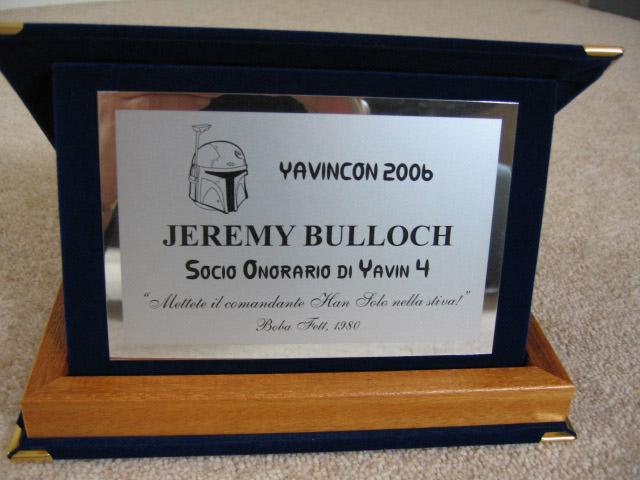 YAVINCON 2006
JEREMY BULLOCH
SOCIO ONORARIO DI YAVIN 4
"Mettete il comandante Han Solo nella stiva!"
Boba Fett, 1980